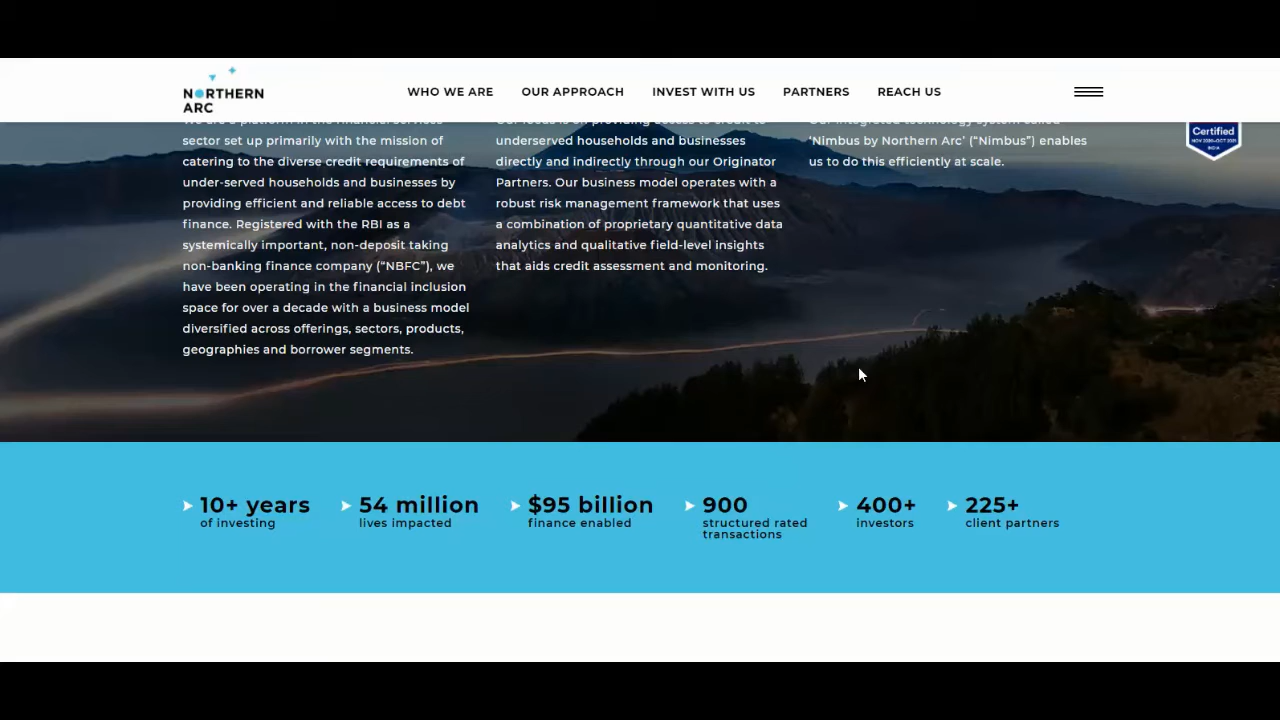 NORTHERN
ARC
WHO WE ARE
OUR APPROACH
INVEST WITH US
PARTNERS
REACH US
sector set up primarily with the mission of
catering to the diverse credit requirements of
under-served households and businesses by
providing efficient and reliable access to debt
finance. Registered with the RBI as a
systemically important, non-deposit taking
non-banking finance company (“NBFC”), we
have been operating in the financial inclusion
space for over a decade with a business model
diversified across offerings, sectors, products,
geographies and borrower segments.
underserved households and businesses
directly and indirectly through our Originator
Partners. Our business model operates with a
robust risk management framework that uses
a combination of proprietary quantitative data
analytics and qualitative field-level insights
that aids credit assessment and monitoring.
‘Nimbus by Northern Arc’ (“Nimbus”) enables
us to do this efficiently at scale.
Certified
INDIA
10+ years
of investing
54 million
lives impacted
$95 billion
finance enabled
900
structured rated
transactions
400+
investors
225+
client partners